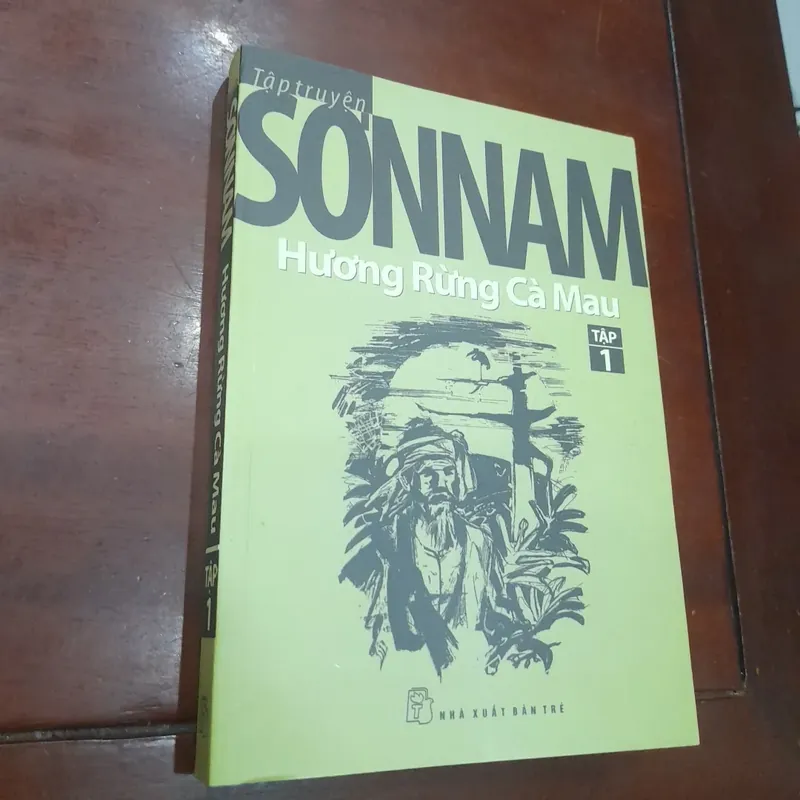 Tập truyện
SƠN NAM
Hương Rừng Cà Mau
TẬP
1
NHÀ XUẤT BẢN TRẺ
SƠN NAM Hương Rừng Cà Mau TẬP 1